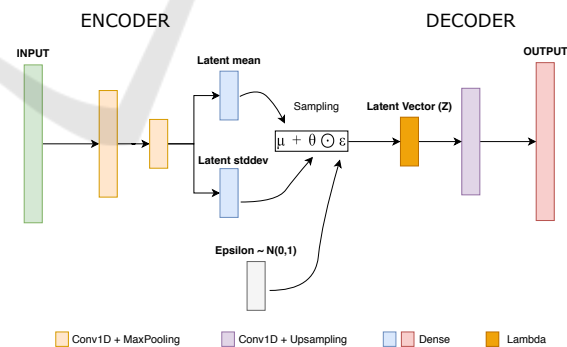 ENCODER
DECODER
INPUT
OUTPUT
Latent mean
Sampling
Latent Vector (Z)
μ + θ ⊙ ε
Latent stddev
Epsilon ~ N(0,1)
Conv1D + MaxPooling
Conv1D + Upsampling
Dense
Lambda